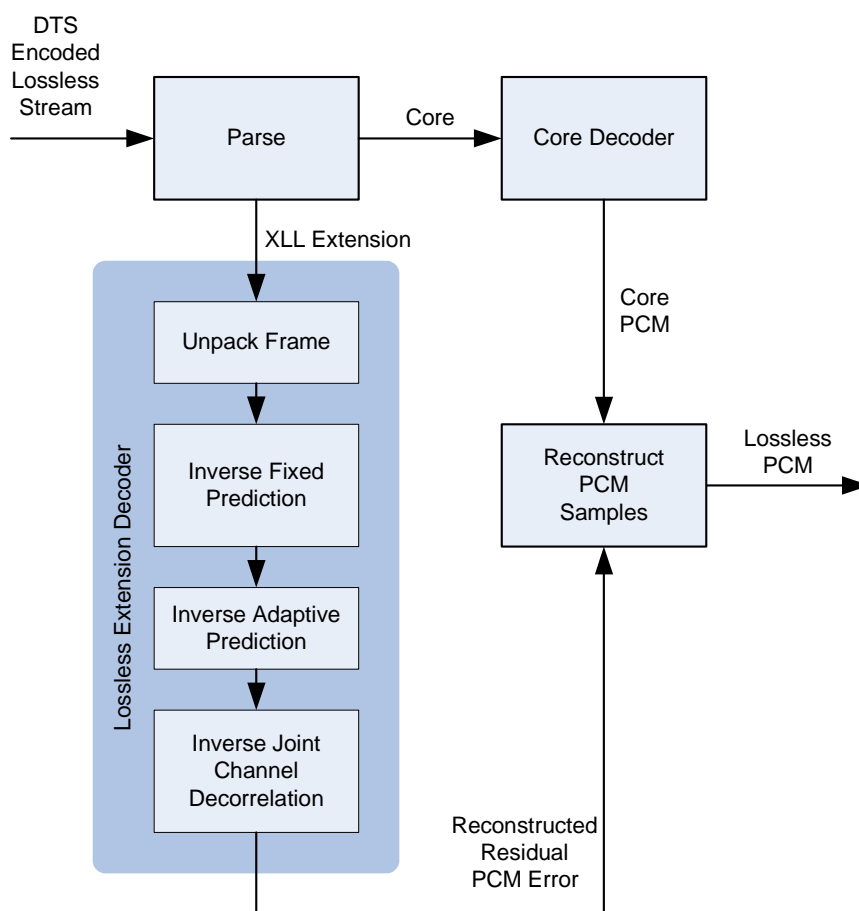 DTS
Encoded
Lossless
Stream
Parse
Core
Core Decoder
XLL Extension
Lossless Extension Decoder
Unpack Frame
Core
PCM
Inverse Fixed
Prediction
Reconstruct
PCM
Samples
Lossless
PCM
Inverse Adaptive
Prediction
Inverse Joint
Channel
Decorrelation
Reconstructed
Residual
PCM Error